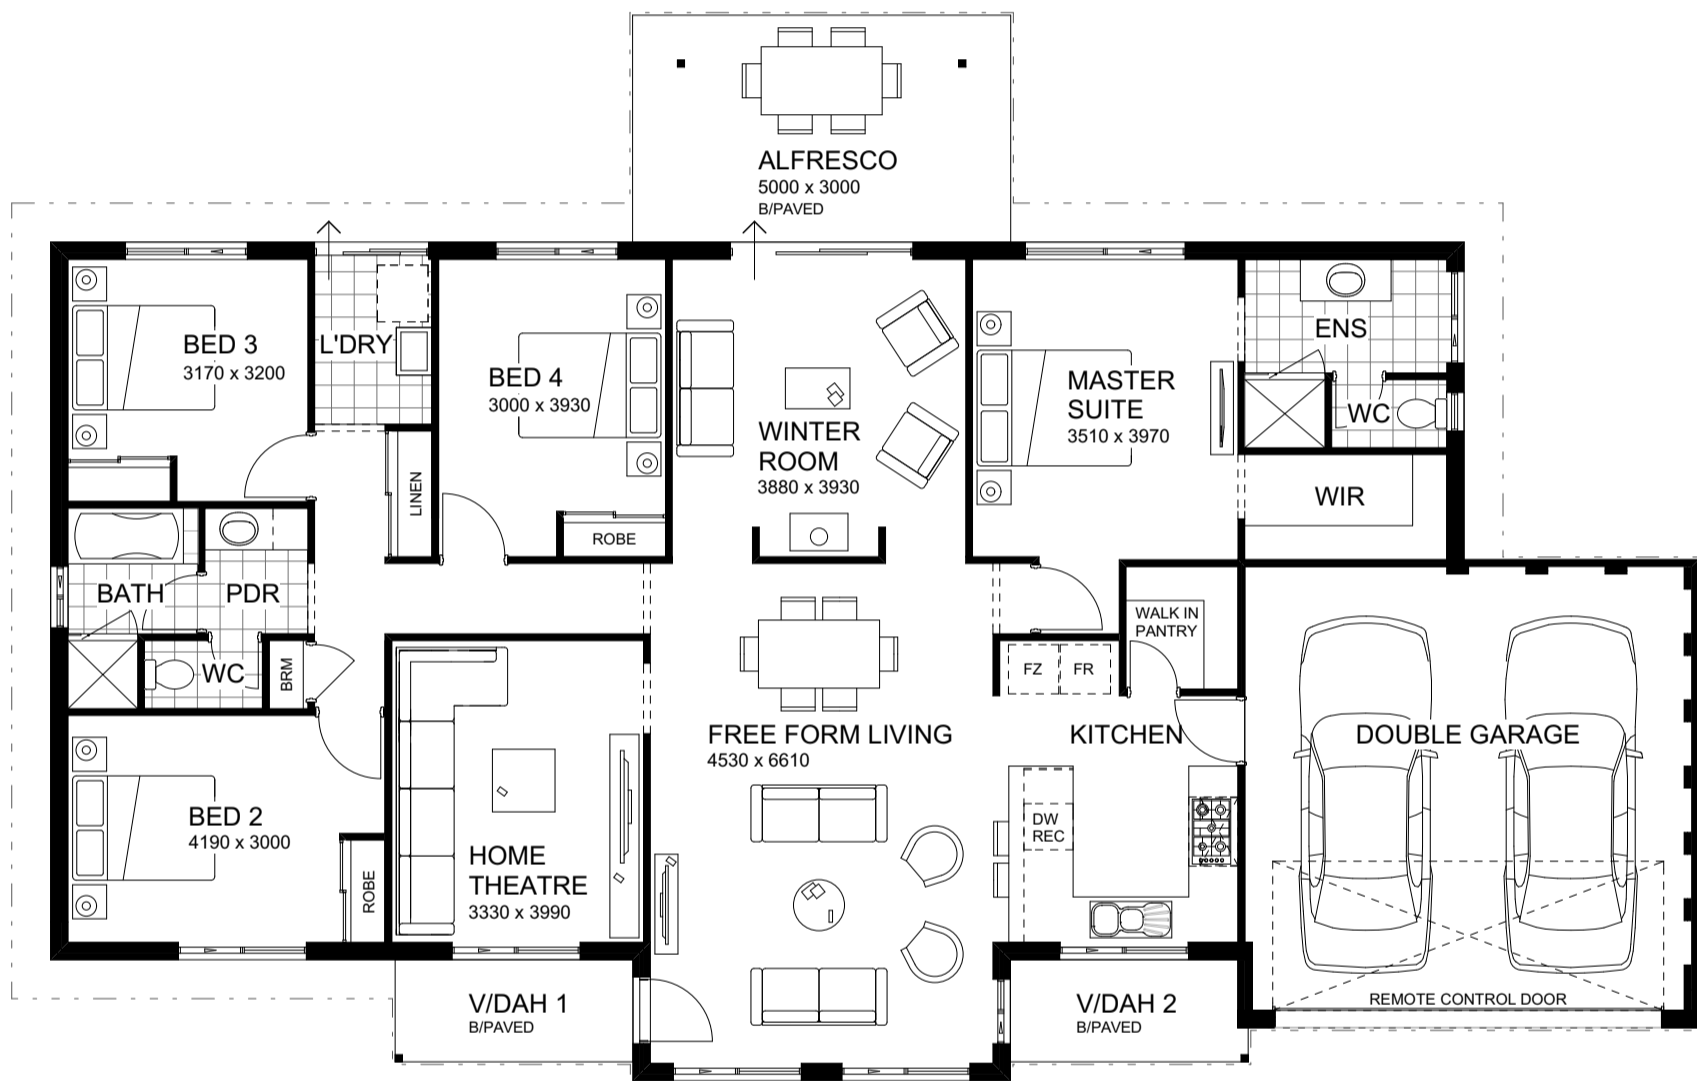 ALFRESCO
5000 x 3000
B/PAVED
BED 3
3170 x 3200
L'DRY
BED 4
3000 x 3930
LINEN
ROBE
WINTER
ROOM
3880 x 3930
MASTER
SUITE
3510 x 3970
ENS
WC
WIR
BATH
PDR
WC
BRM
WALK IN
PANTRY
FZ
FR
BED 2
4190 x 3000
ROBE
HOME
THEATRE
3330 x 3990
FREE FORM LIVING
4530 x 6610
KITCHEN
DW
REC
DOUBLE GARAGE
REMOTE CONTROL DOOR
V/DAH 1
B/PAVED
V/DAH 2
B/PAVED